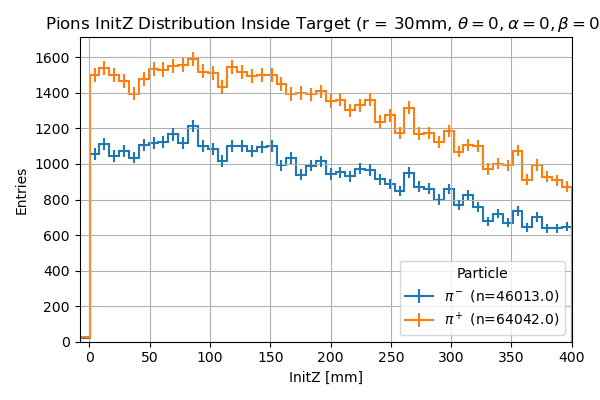 Pions InitZ Distribution Inside Target (r = 30mm, θ = 0, α = 0, β = 0
Entries
1600
1400
1200
1000
800
600
400
200
0
0 50 100 150 200 250 300 350 400
InitZ [mm]
Particle
π⁻ (n=46013.0)
π⁺ (n=64042.0)